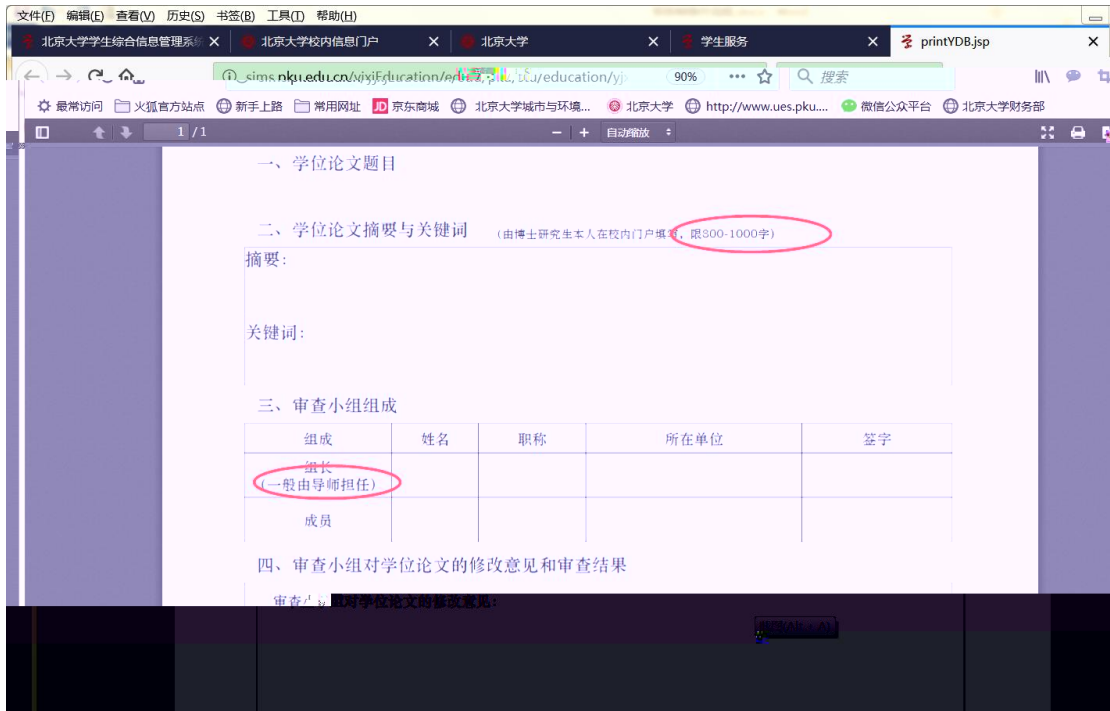 文件(F) 编辑(E) 查看(V) 历史(S) 书签(B) 工具(T) 帮助(H)
北京大学学生综合信息管理系统 × 北京大学校内信息门户 × 北京大学 × 学生服务 × printYDB.jsp ×
sims.pku.edu.cn/ 90% ··· 搜索
最常访问 火狐官方站点 新手上路 常用网址 JD 京东商城 北京大学城市与环境... 北京大学 http://www.ues.pku.... 微信公众平台 北京大学财务部
1 / 1 − + 自动缩放
一、学位论文题目
二、学位论文摘要与关键词 (由博士研究生本人在校内门户填写，限800-1000字)
摘要：
关键词：
三、审查小组组成
组成 姓名 职称 所在单位 签字
组长
(一般由导师担任)
成员
四、审查小组对学位论文的修改意见和审查结果
审查小组对学位论文的修改意见：